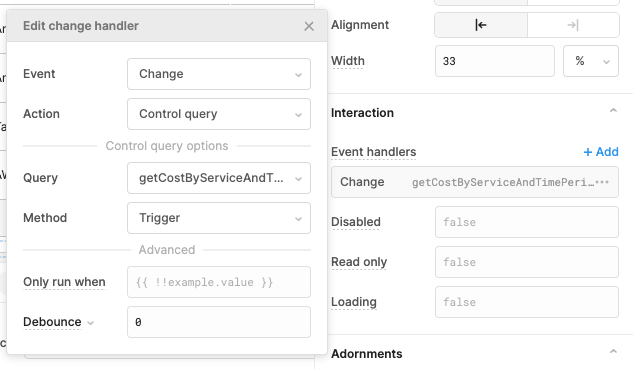 Edit change handler
Event
Change
Action
Control query
Control query options
Query
getCostByServiceAndT...
Method
Trigger
Advanced
Only run when
{{ !!example.value }}
Debounce
0
Alignment
Width
33
%
Interaction
Event handlers
+ Add
Change getCostByServiceAndTimePeri...
Disabled
false
Read only
false
Loading
false
Adornments